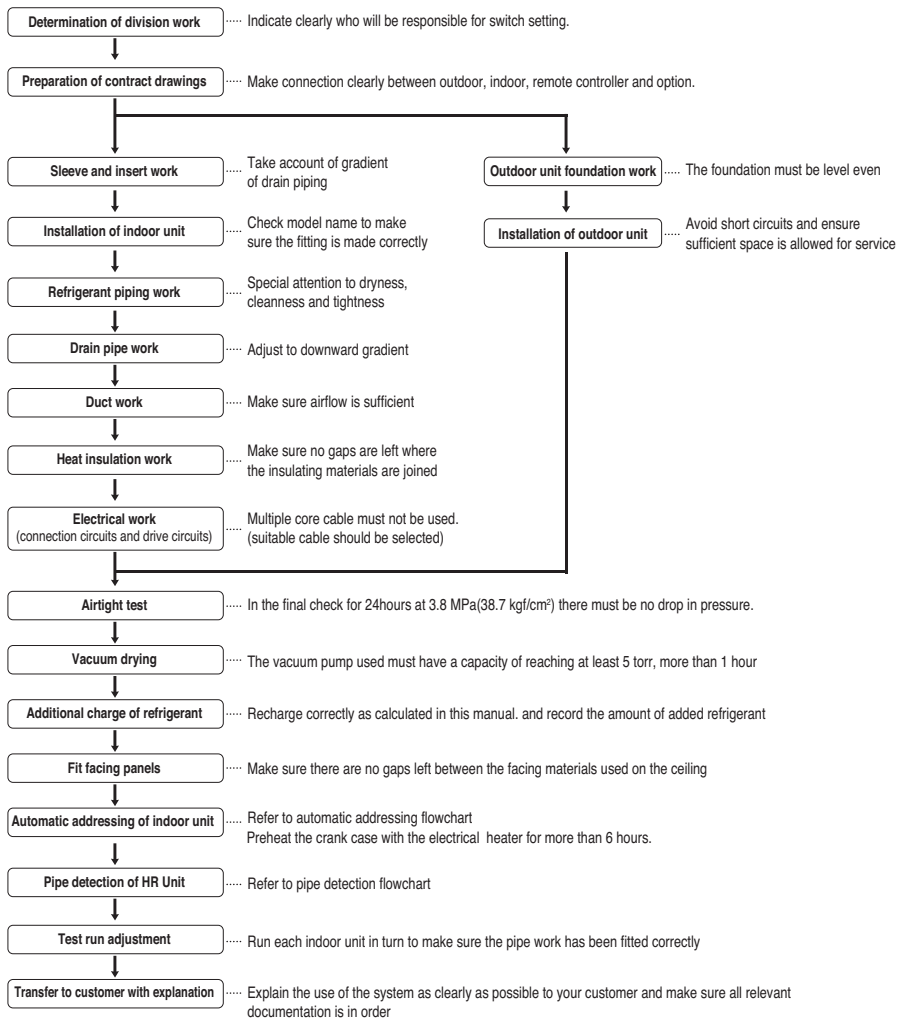 Determination of division work
Indicate clearly who will be responsible for switch setting.
Preparation of contract drawings
Make connection clearly between outdoor, indoor, remote controller and option.
Sleeve and insert work
Take account of gradient
of drain piping
Outdoor unit foundation work
The foundation must be level even
Installation of indoor unit
Check model name to make
sure the fitting is made correctly
Installation of outdoor unit
Avoid short circuits and ensure
sufficient space is allowed for service
Refrigerant piping work
Special attention to dryness,
cleanness and tightness
Drain pipe work
Adjust to downward gradient
Duct work
Make sure airflow is sufficient
Heat insulation work
Make sure no gaps are left where
the insulating materials are joined
Electrical work
(connection circuits and drive circuits)
Multiple core cable must not be used.
(suitable cable should be selected)
Airtight test
In the final check for 24hours at 3.8 MPa(38.7 kgf/cm²) there must be no drop in pressure.
Vacuum drying
The vacuum pump used must have a capacity of reaching at least 5 torr, more than 1 hour
Additional charge of refrigerant
Recharge correctly as calculated in this manual. and record the amount of added refrigerant
Fit facing panels
Make sure there are no gaps left between the facing materials used on the ceiling
Automatic addressing of indoor unit
Refer to automatic addressing flowchart
Preheat the crank case with the electrical heater for more than 6 hours.
Pipe detection of HR Unit
Refer to pipe detection flowchart
Test run adjustment
Run each indoor unit in turn to make sure the pipe work has been fitted correctly
Transfer to customer with explanation
Explain the use of the system as clearly as possible to your customer and make sure all relevant
documentation is in order